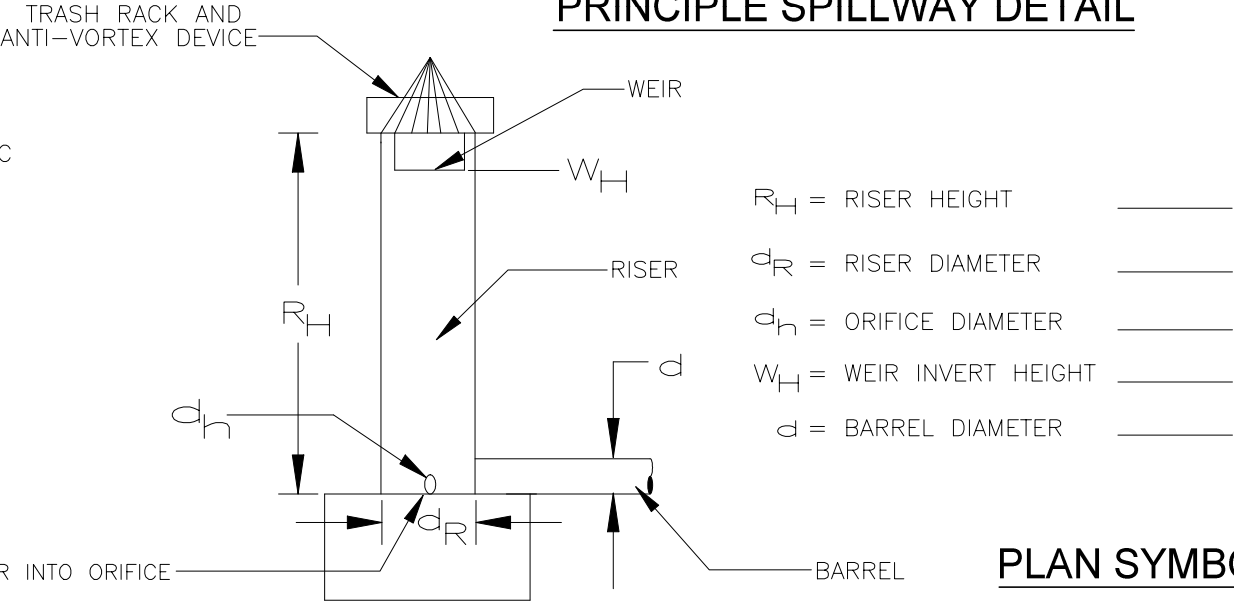 PRINCIPLE SPILLWAY DETAIL
TRASH RACK AND
ANTI-VORTEX DEVICE
WEIR
C
WH
RH = RISER HEIGHT
dR = RISER DIAMETER
RISER
RH
dh = ORIFICE DIAMETER
d
WH = WEIR INVERT HEIGHT
dh
d = BARREL DIAMETER
dR
R INTO ORIFICE
BARREL
PLAN SYMBO